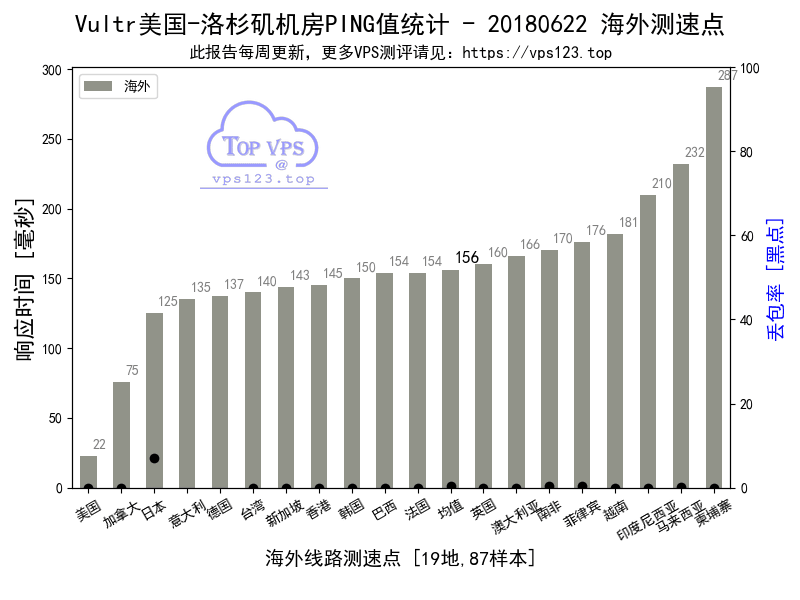 Vultr美国-洛杉矶机房PING值统计 - 20180622 海外测速点
此报告每周更新，更多VPS测评请见：https://vps123.top
海外
TOP VPS
@
vps123.top
响应时间 [毫秒]
300
250
200
150
100
50
0
22
75
125
135
137
140
143
145
150
154
154
156
160
166
170
176
181
210
232
287
100
80
60
40
20
0
丢包率 [黑点]
美国
加拿大
日本
意大利
德国
台湾
新加坡
香港
韩国
巴西
法国
均值
英国
澳大利亚
南非
菲律宾
越南
印度尼西亚
马来西亚
柬埔寨
海外线路测速点 [19地,87样本]